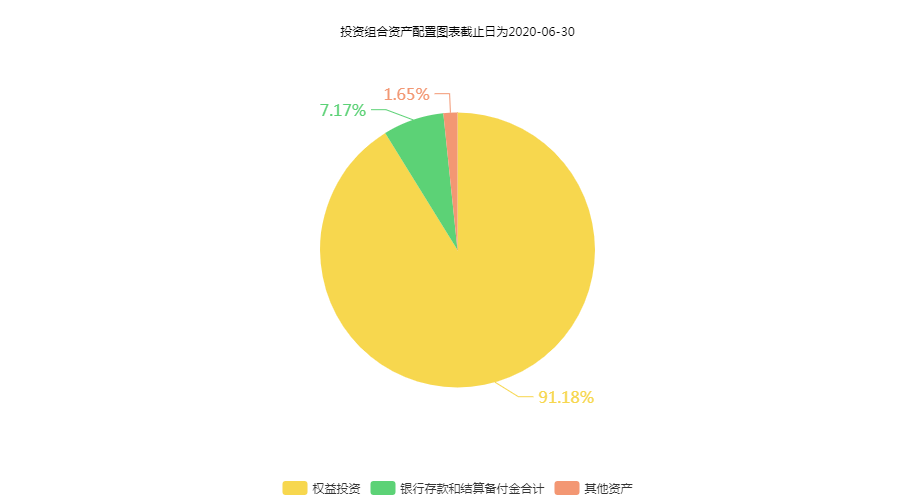 投资组合资产配置图表截止日为2020-06-30
1.65%
7.17%
91.18%
权益投资 银行存款和结算备付金合计 其他资产